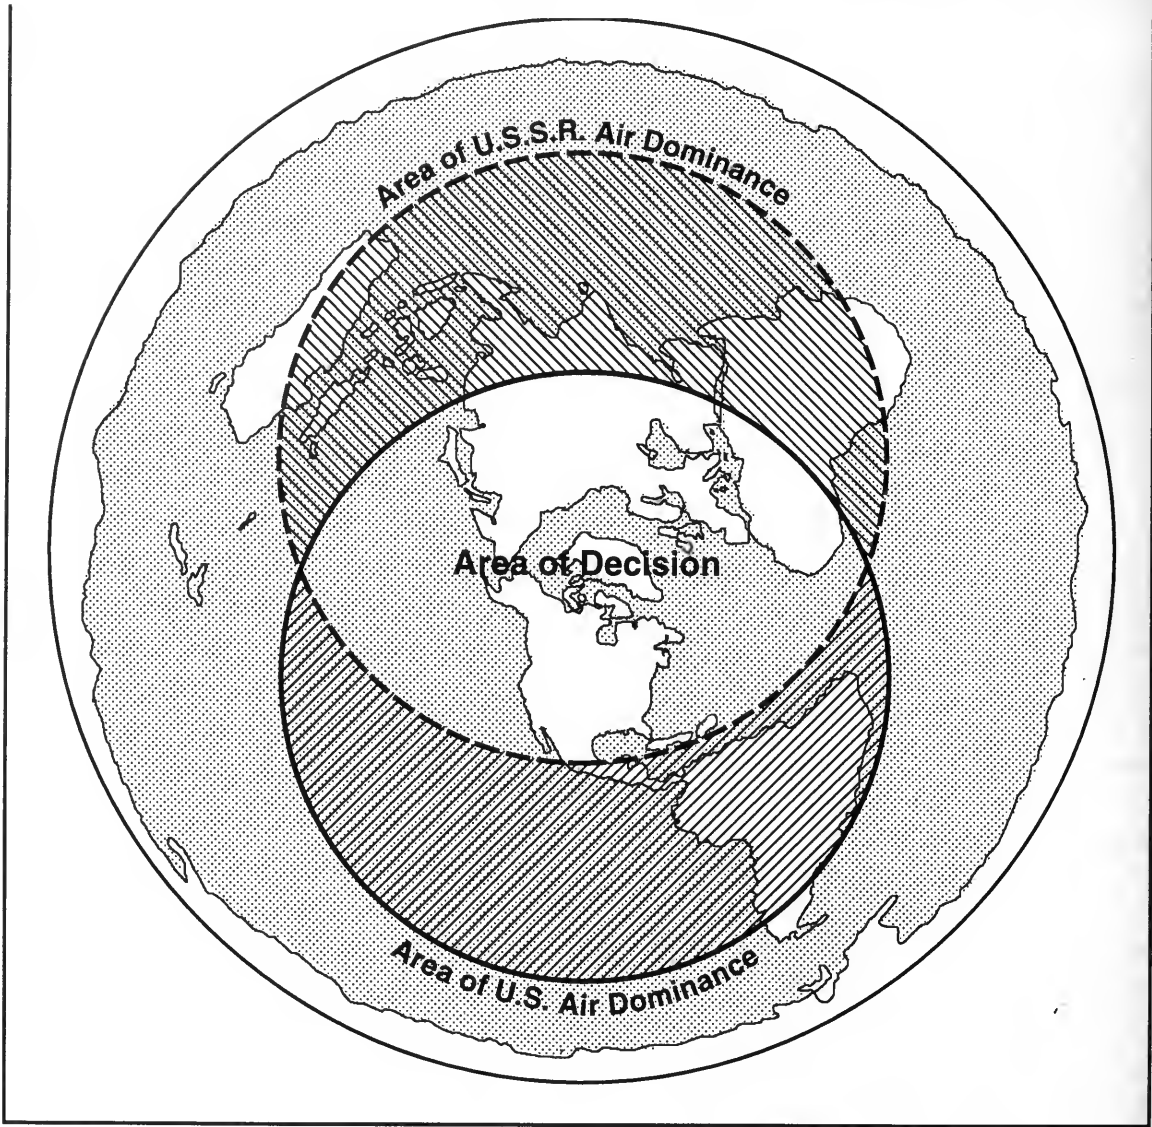 Area of U.S.S.R. Air Dominance
Area of Decision
Area of U.S. Air Dominance